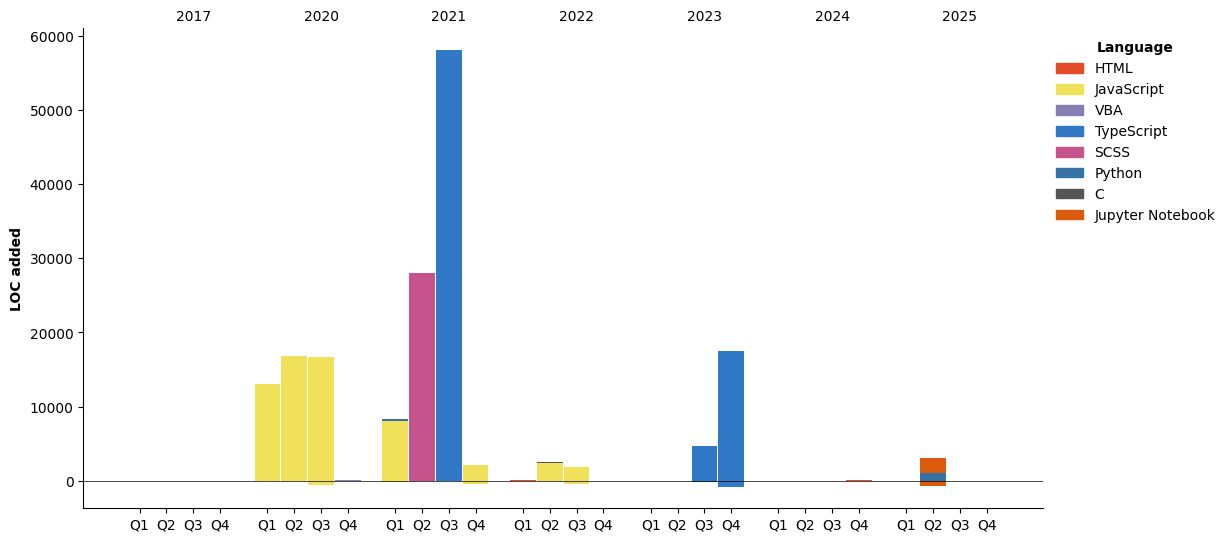 2017 2020 2021 2022 2023 2024 2025
Language
HTML
JavaScript
VBA
TypeScript
SCSS
Python
C
Jupyter Notebook
LOC added
60000
50000
40000
30000
20000
10000
0
Q1 Q2 Q3 Q4 Q1 Q2 Q3 Q4 Q1 Q2 Q3 Q4 Q1 Q2 Q3 Q4 Q1 Q2 Q3 Q4 Q1 Q2 Q3 Q4 Q1 Q2 Q3 Q4